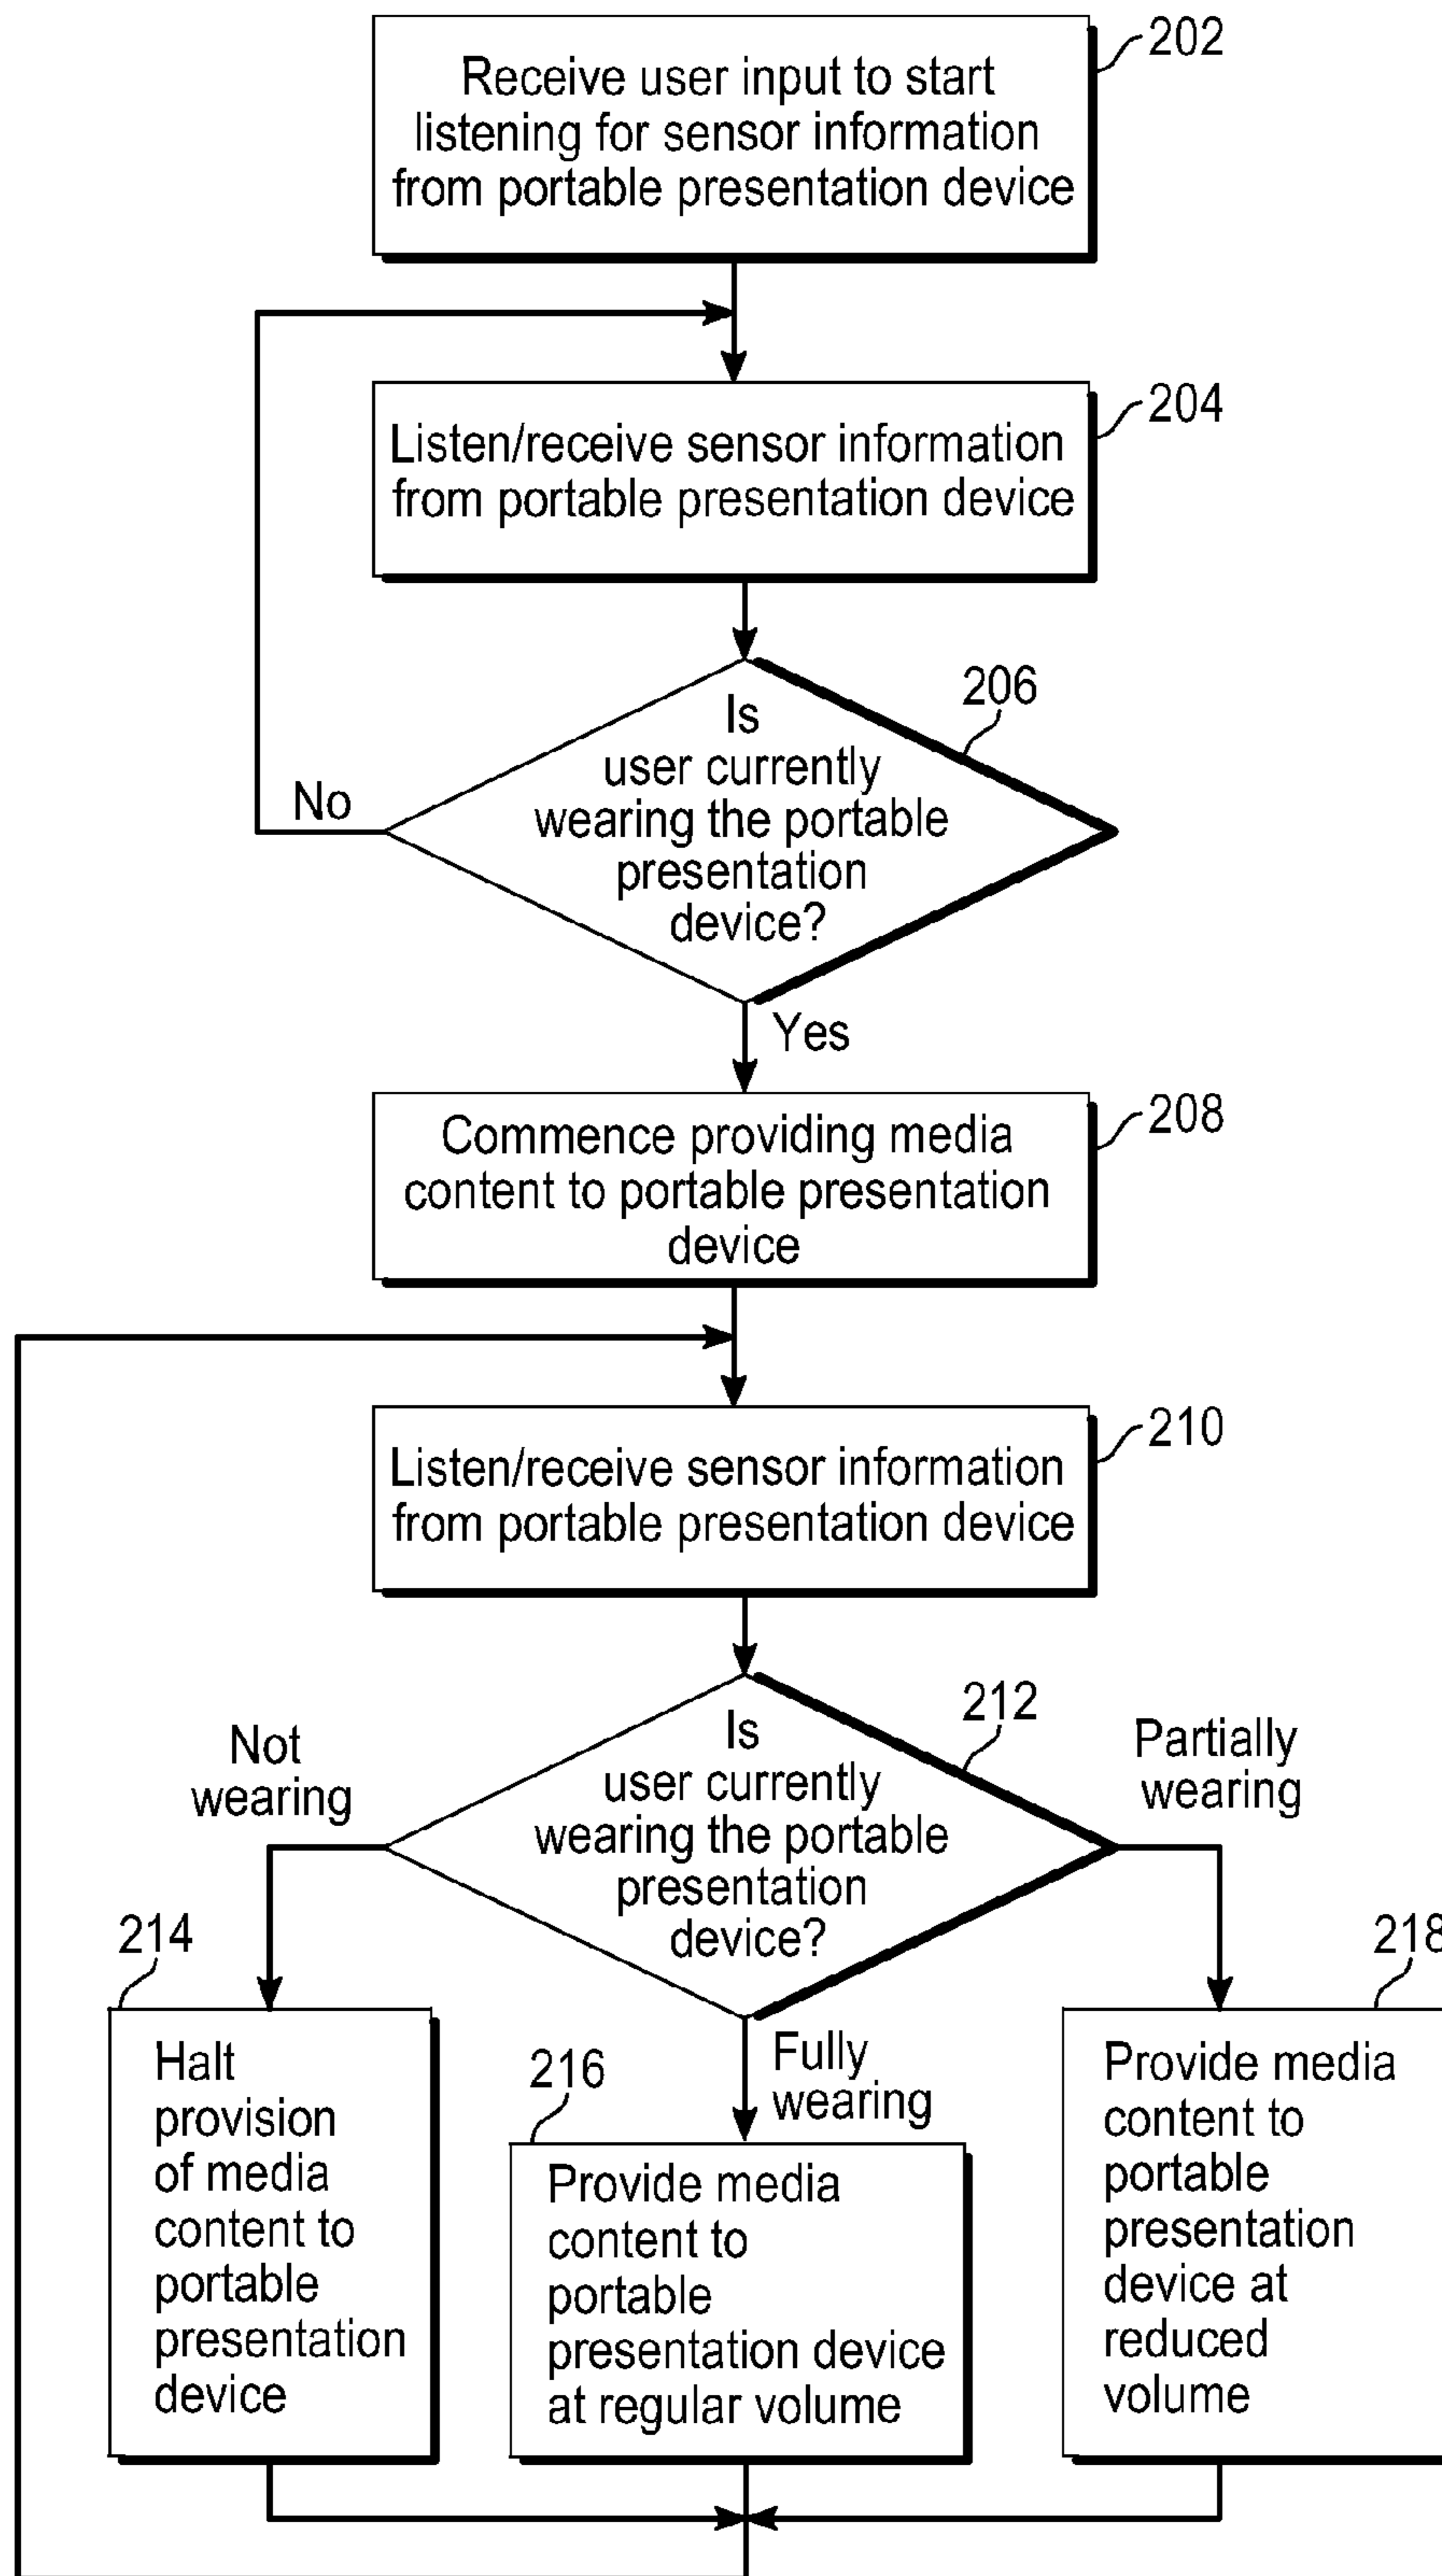 202
Receive user input to start
listening for sensor information
from portable presentation device
204
Listen/receive sensor information
from portable presentation device
206
Is
user currently
wearing the portable
presentation
device?
No
Yes
208
Commence providing media
content to portable presentation
device
210
Listen/receive sensor information
from portable presentation device
212
Is
user currently
wearing the portable
presentation
device?
Not
wearing
Partially
wearing
Fully
wearing
214
Halt
provision
of media
content to
portable
presentation
device
216
Provide media
content to
portable
presentation device
at regular volume
218
Provide media
content to
portable
presentation
device at
reduced
volume